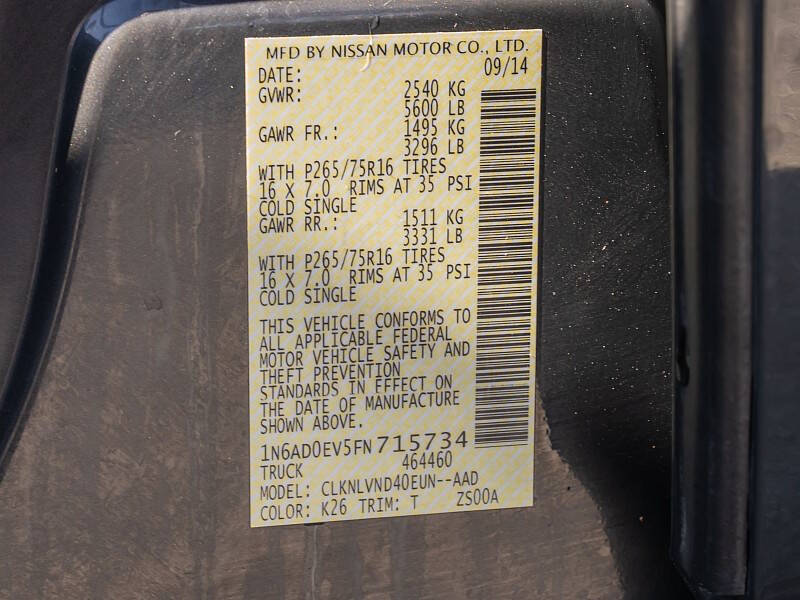 MFD BY NISSAN MOTOR CO., LTD.
DATE: 09/14
GVWR: 2540 KG
5600 LB
GAWR FR.: 1495 KG
3296 LB
WITH P265/75R16 TIRES
16 X 7.0 RIMS AT 35 PSI
COLD SINGLE
GAWR RR.: 1511 KG
3331 LB
WITH P265/75R16 TIRES
16 X 7.0 RIMS AT 35 PSI
COLD SINGLE
THIS VEHICLE CONFORMS TO
ALL APPLICABLE FEDERAL
MOTOR VEHICLE SAFETY AND
THEFT PREVENTION
STANDARDS IN EFFECT ON
THE DATE OF MANUFACTURE
SHOWN ABOVE.
1N6AD0EV5FN715734
TRUCK 464460
MODEL: CLKNLVND40EUN--AAD
COLOR: K26 TRIM: T ZS00A